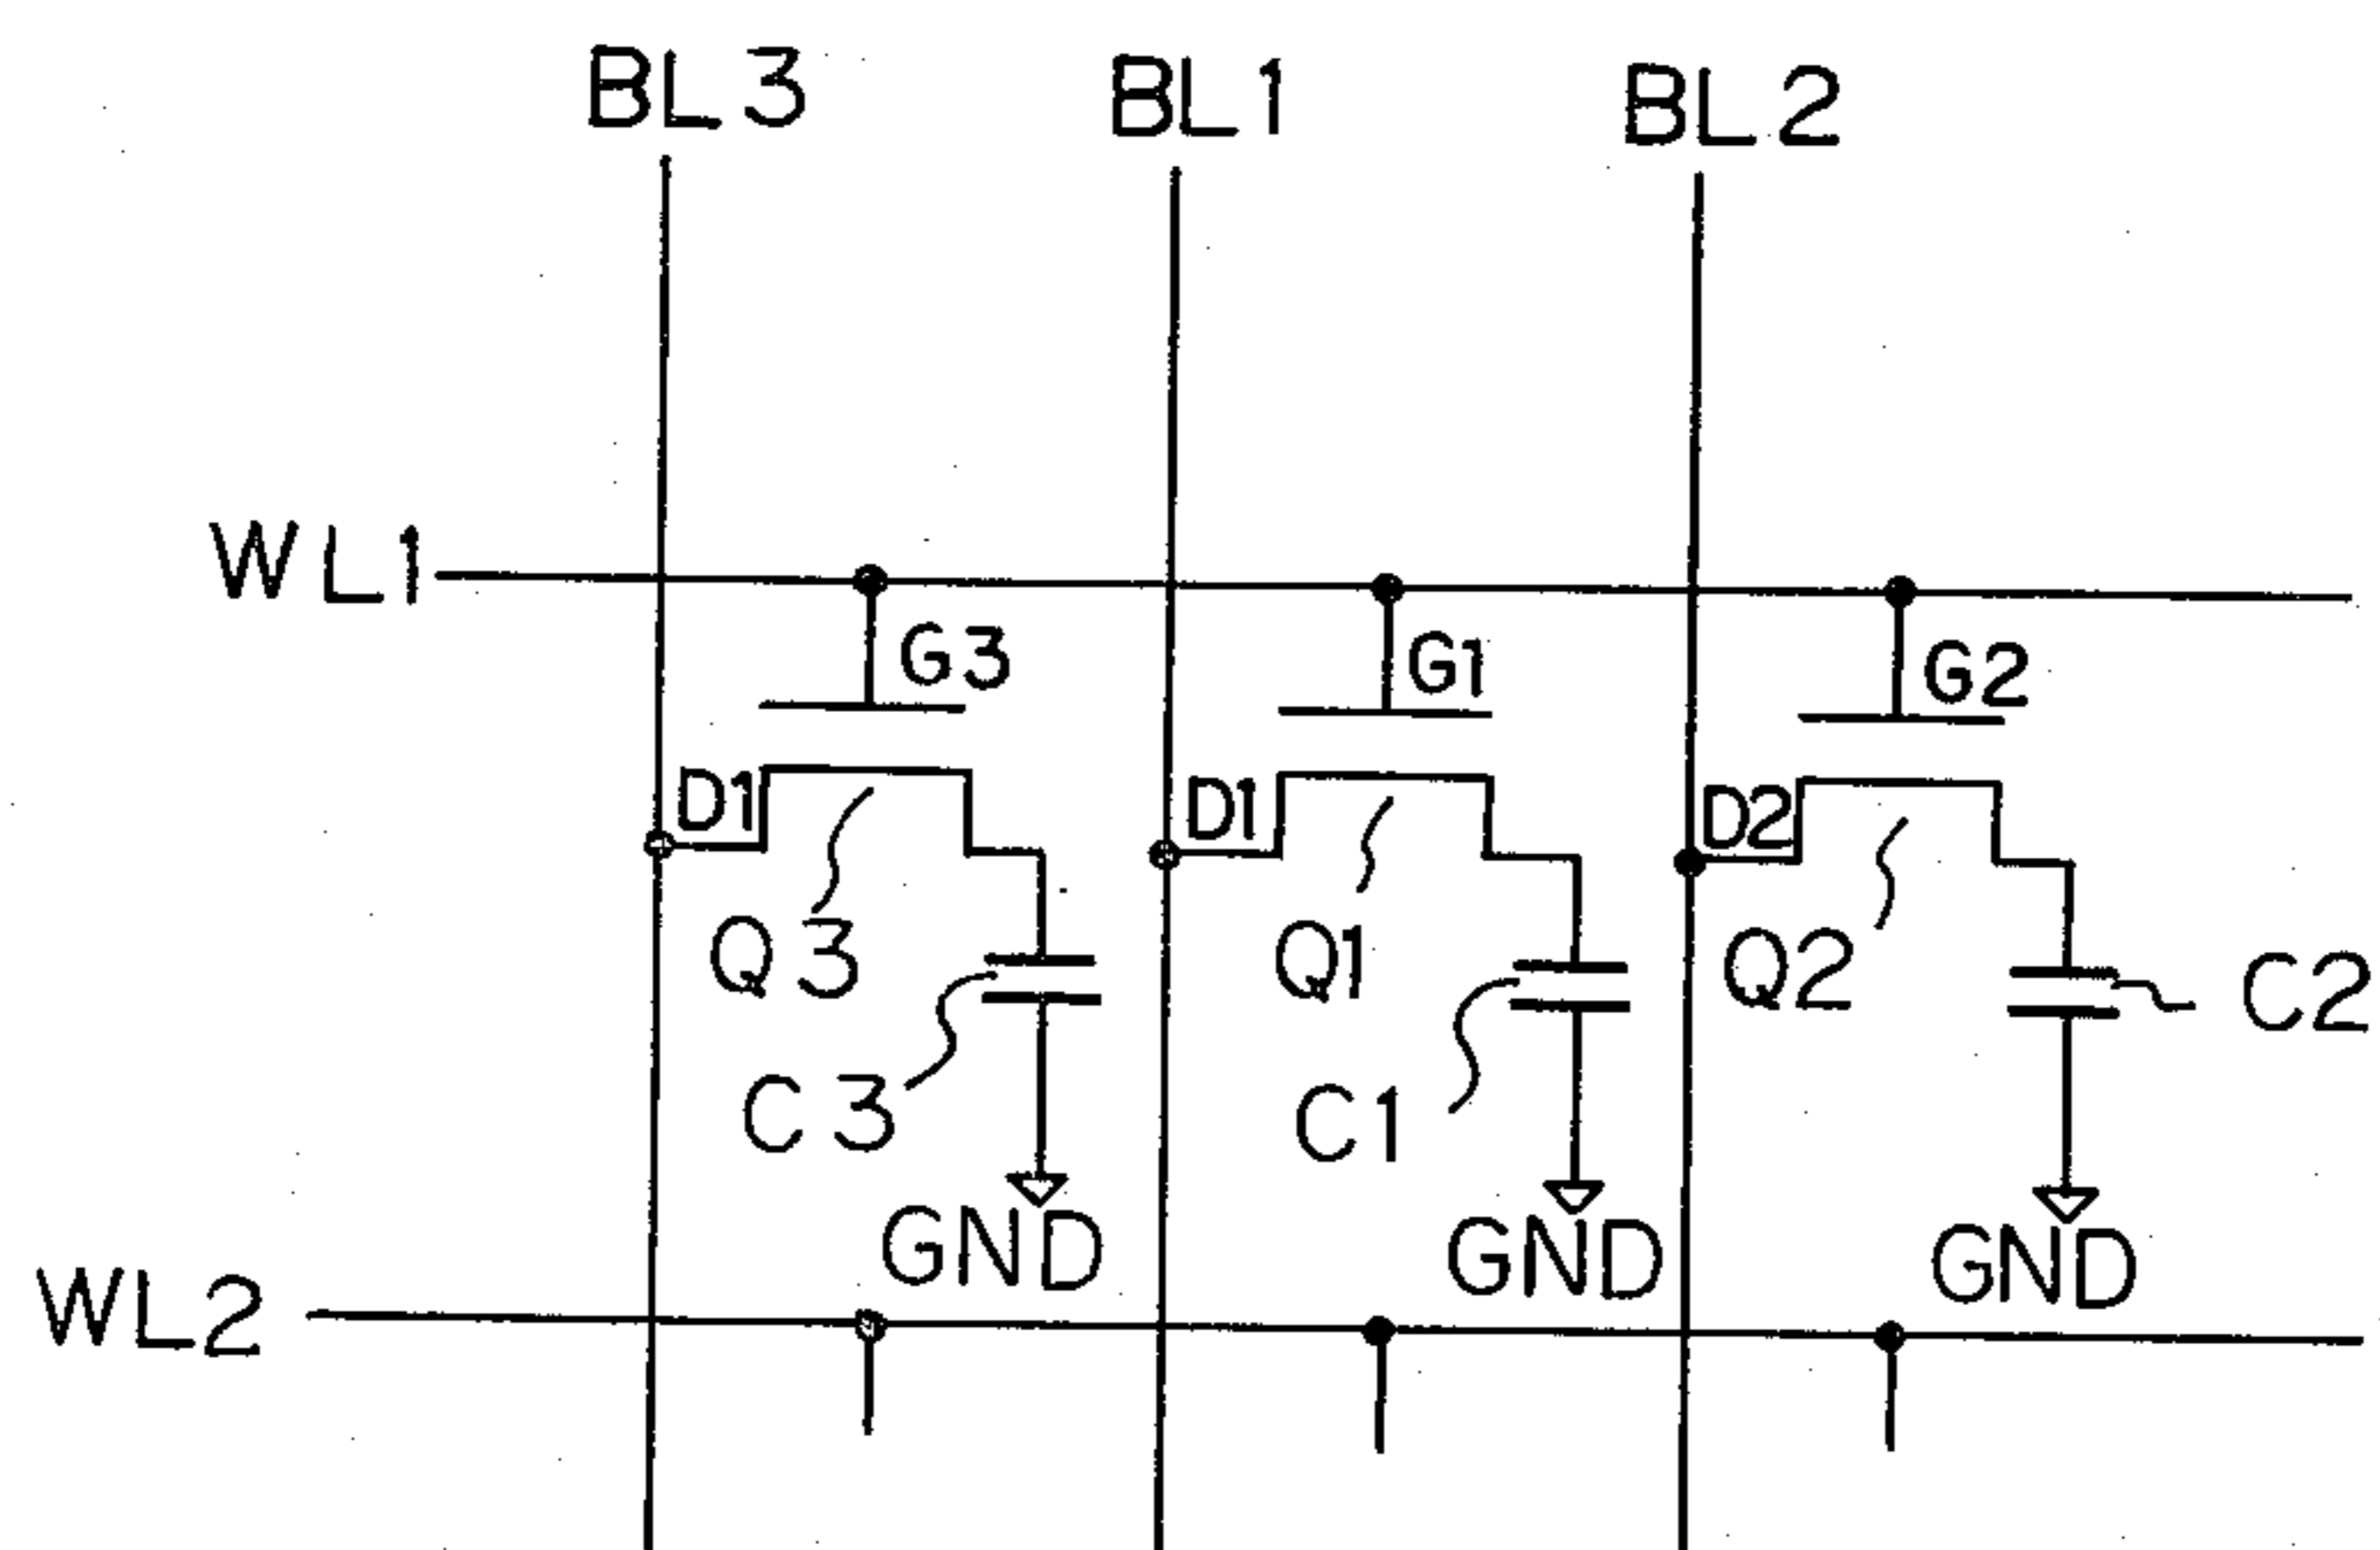 BL3 BL1 BL2
WL1
G3 G1 G2
D1 D1 D2
Q3 Q1 Q2 C2
C3 C1
GND GND GND
WL2